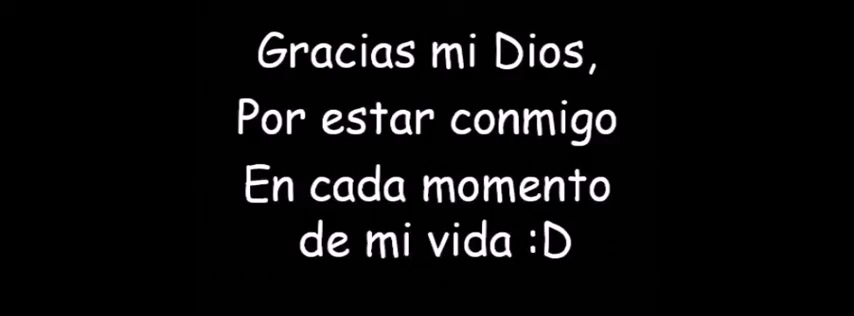 Gracias mi Dios,
Por estar conmigo
En cada momento
de mi vida :D